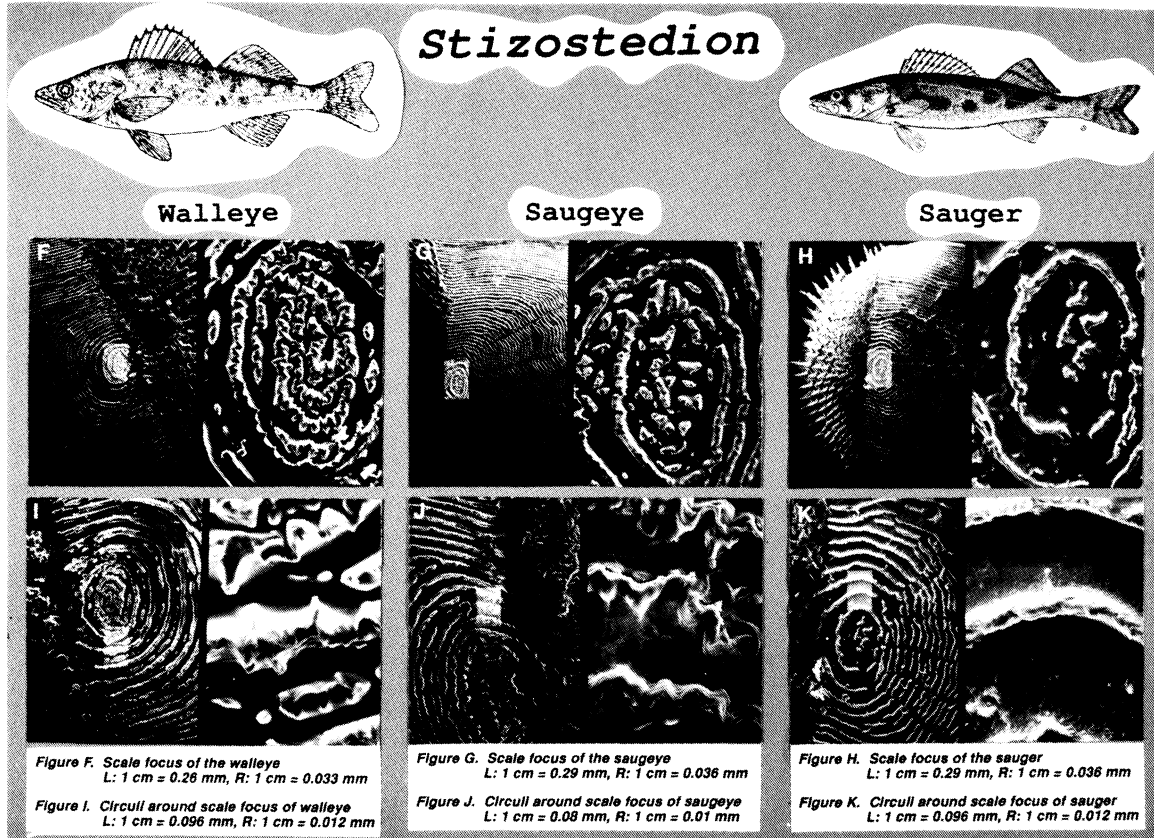 Stizostedion
Walleye
Saugeye
Sauger
F
G
H
I
J
K
Figure F. Scale focus of the walleye
L: 1 cm = 0.26 mm, R: 1 cm = 0.033 mm
Figure I. Circuli around scale focus of walleye
L: 1 cm = 0.096 mm, R: 1 cm = 0.012 mm
Figure G. Scale focus of the saugeye
L: 1 cm = 0.29 mm, R: 1 cm = 0.036 mm
Figure J. Circuli around scale focus of saugeye
L: 1 cm = 0.08 mm, R: 1 cm = 0.01 mm
Figure H. Scale focus of the sauger
L: 1 cm = 0.29 mm, R: 1 cm = 0.036 mm
Figure K. Circuli around scale focus of sauger
L: 1 cm = 0.096 mm, R: 1 cm = 0.012 mm